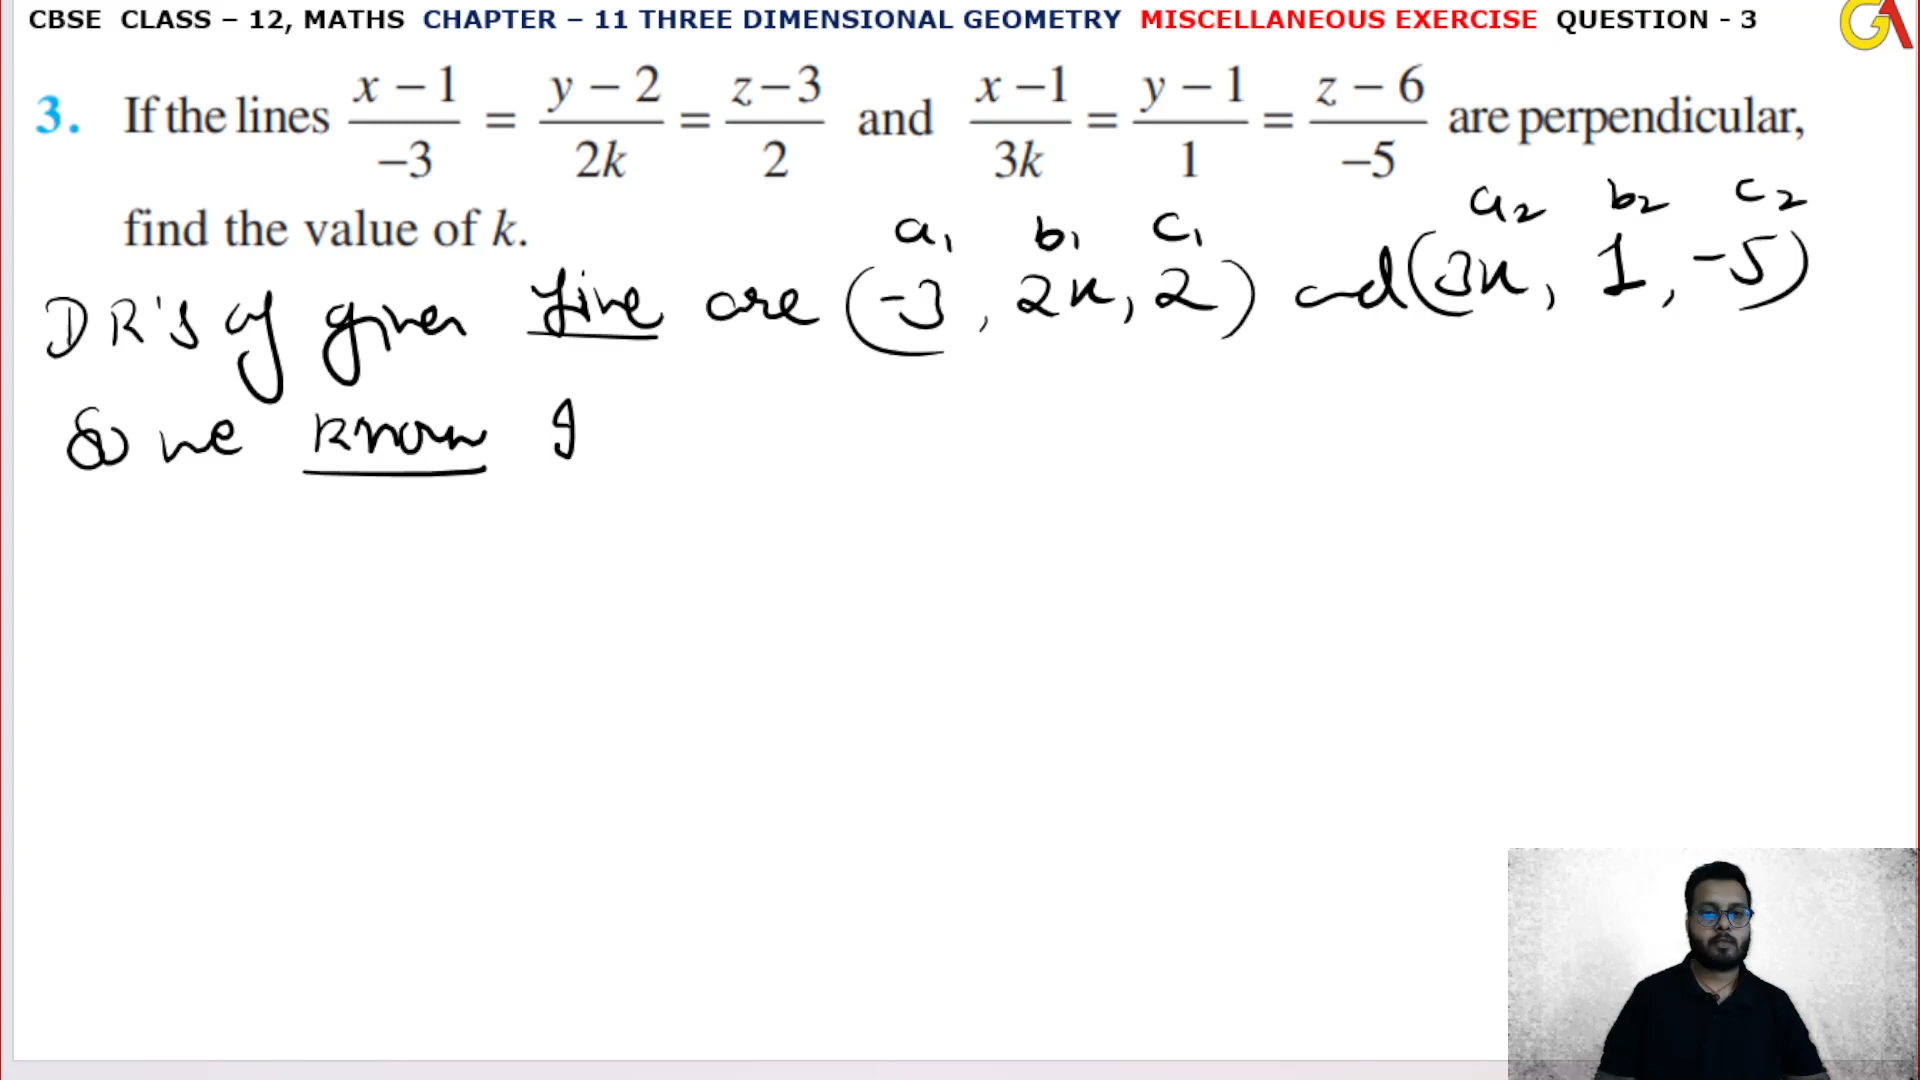 CBSE CLASS – 12, MATHS CHAPTER – 11 THREE DIMENSIONAL GEOMETRY MISCELLANEOUS EXERCISE QUESTION - 3
GA
3. If the lines (x – 1)/–3 = (y – 2)/2k = (z – 3)/2 and (x – 1)/3k = (y – 1)/1 = (z – 6)/–5 are perpendicular,
find the value of k.
a₁ b₁ c₁ a₂ b₂ c₂
DR's of given line are (-3, 2k, 2) and (3k, 1, -5)
So we know